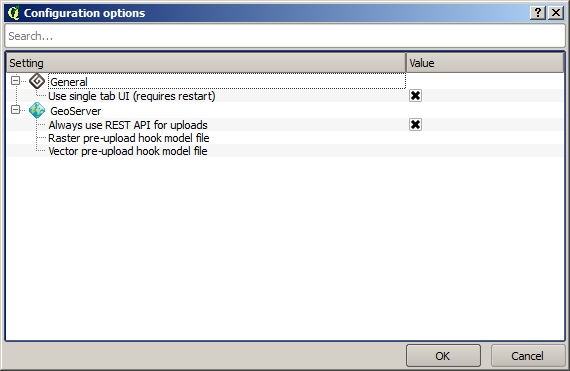 Configuration options
Search...
Setting Value
General
Use single tab UI (requires restart)
GeoServer
Always use REST API for uploads
Raster pre-upload hook model file
Vector pre-upload hook model file
OK Cancel